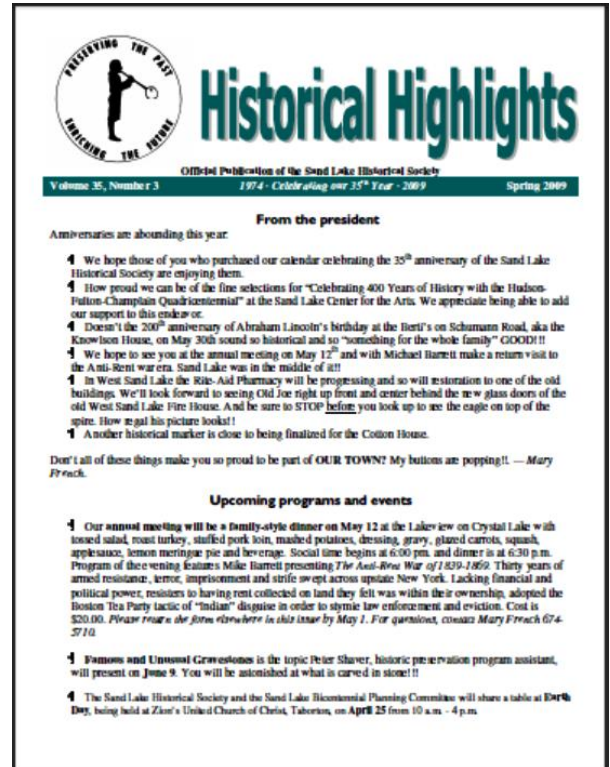 PRESERVING THE PAST
ENRICHING THE FUTURE
Historical Highlights
Official Publication of the Sand Lake Historical Society
Volume 35, Number 3 1974 - Celebrating our 35th Year - 2009 Spring 2009
From the president
Anniversaries are abounding this year:
¶ We hope those of you who purchased our calendar celebrating the 35th anniversary of the Sand Lake
Historical Society are enjoying them.
¶ How proud we can be of the fine selections for "Celebrating 400 Years of History with the Hudson-
Fulton-Champlain Quadricentennial" at the Sand Lake Center for the Arts. We appreciate being able to add
our support to this endeavor.
¶ Doesn't the 200th anniversary of Abraham Lincoln's birthday at the Berti's on Schumann Road, aka the
Knowlson House, on May 30th sound so historical and so "something for the whole family" GOOD!!!
¶ We hope to see you at the annual meeting on May 12th and with Michael Barrett make a return visit to
the Anti-Rent war era. Sand Lake was in the middle of it!!
¶ In West Sand Lake the Rite-Aid Pharmacy will be progressing and so will restoration to one of the old
buildings. We'll look forward to seeing Old Joe right up front and center behind the new glass doors of the
old West Sand Lake Fire House. And be sure to STOP before you look up to see the eagle on top of the
spire. How regal his picture looks!!
¶ Another historical marker is close to being finalized for the Cotton House.
Don't all of these things make you so proud to be part of OUR TOWN? My buttons are popping!!. — Mary
French.
Upcoming programs and events
¶ Our annual meeting will be a family-style dinner on May 12 at the Lakeview on Crystal Lake with
tossed salad, roast turkey, stuffed pork loin, mashed potatoes, dressing, gravy, glazed carrots, squash,
applesauce, lemon meringue pie and beverage. Social time begins at 6:00 pm. and dinner is at 6:30 p.m.
Program of the evening features Mike Barrett presenting The Anti-Rent War of 1839-1869. Thirty years of
armed resistance, terror, imprisonment and strife swept across upstate New York. Lacking financial and
political power, resisters to having rent collected on land they felt was within their ownership, adopted the
Boston Tea Party tactic of "Indian" disguise in order to stymie law enforcement and eviction. Cost is
$20.00. Please return the form elsewhere in this issue by May 1. For questions, contact Mary French 674-
5710.
¶ Famous and Unusual Gravestones is the topic Peter Shaver, historic preservation program assistant,
will present on June 9. You will be astonished at what is carved in stone!!!
¶ The Sand Lake Historical Society and the Sand Lake Bicentennial Planning Committee will share a table at Earth
Day, being held at Zion's United Church of Christ, Taborton, on April 25 from 10 a.m. - 4 p.m.